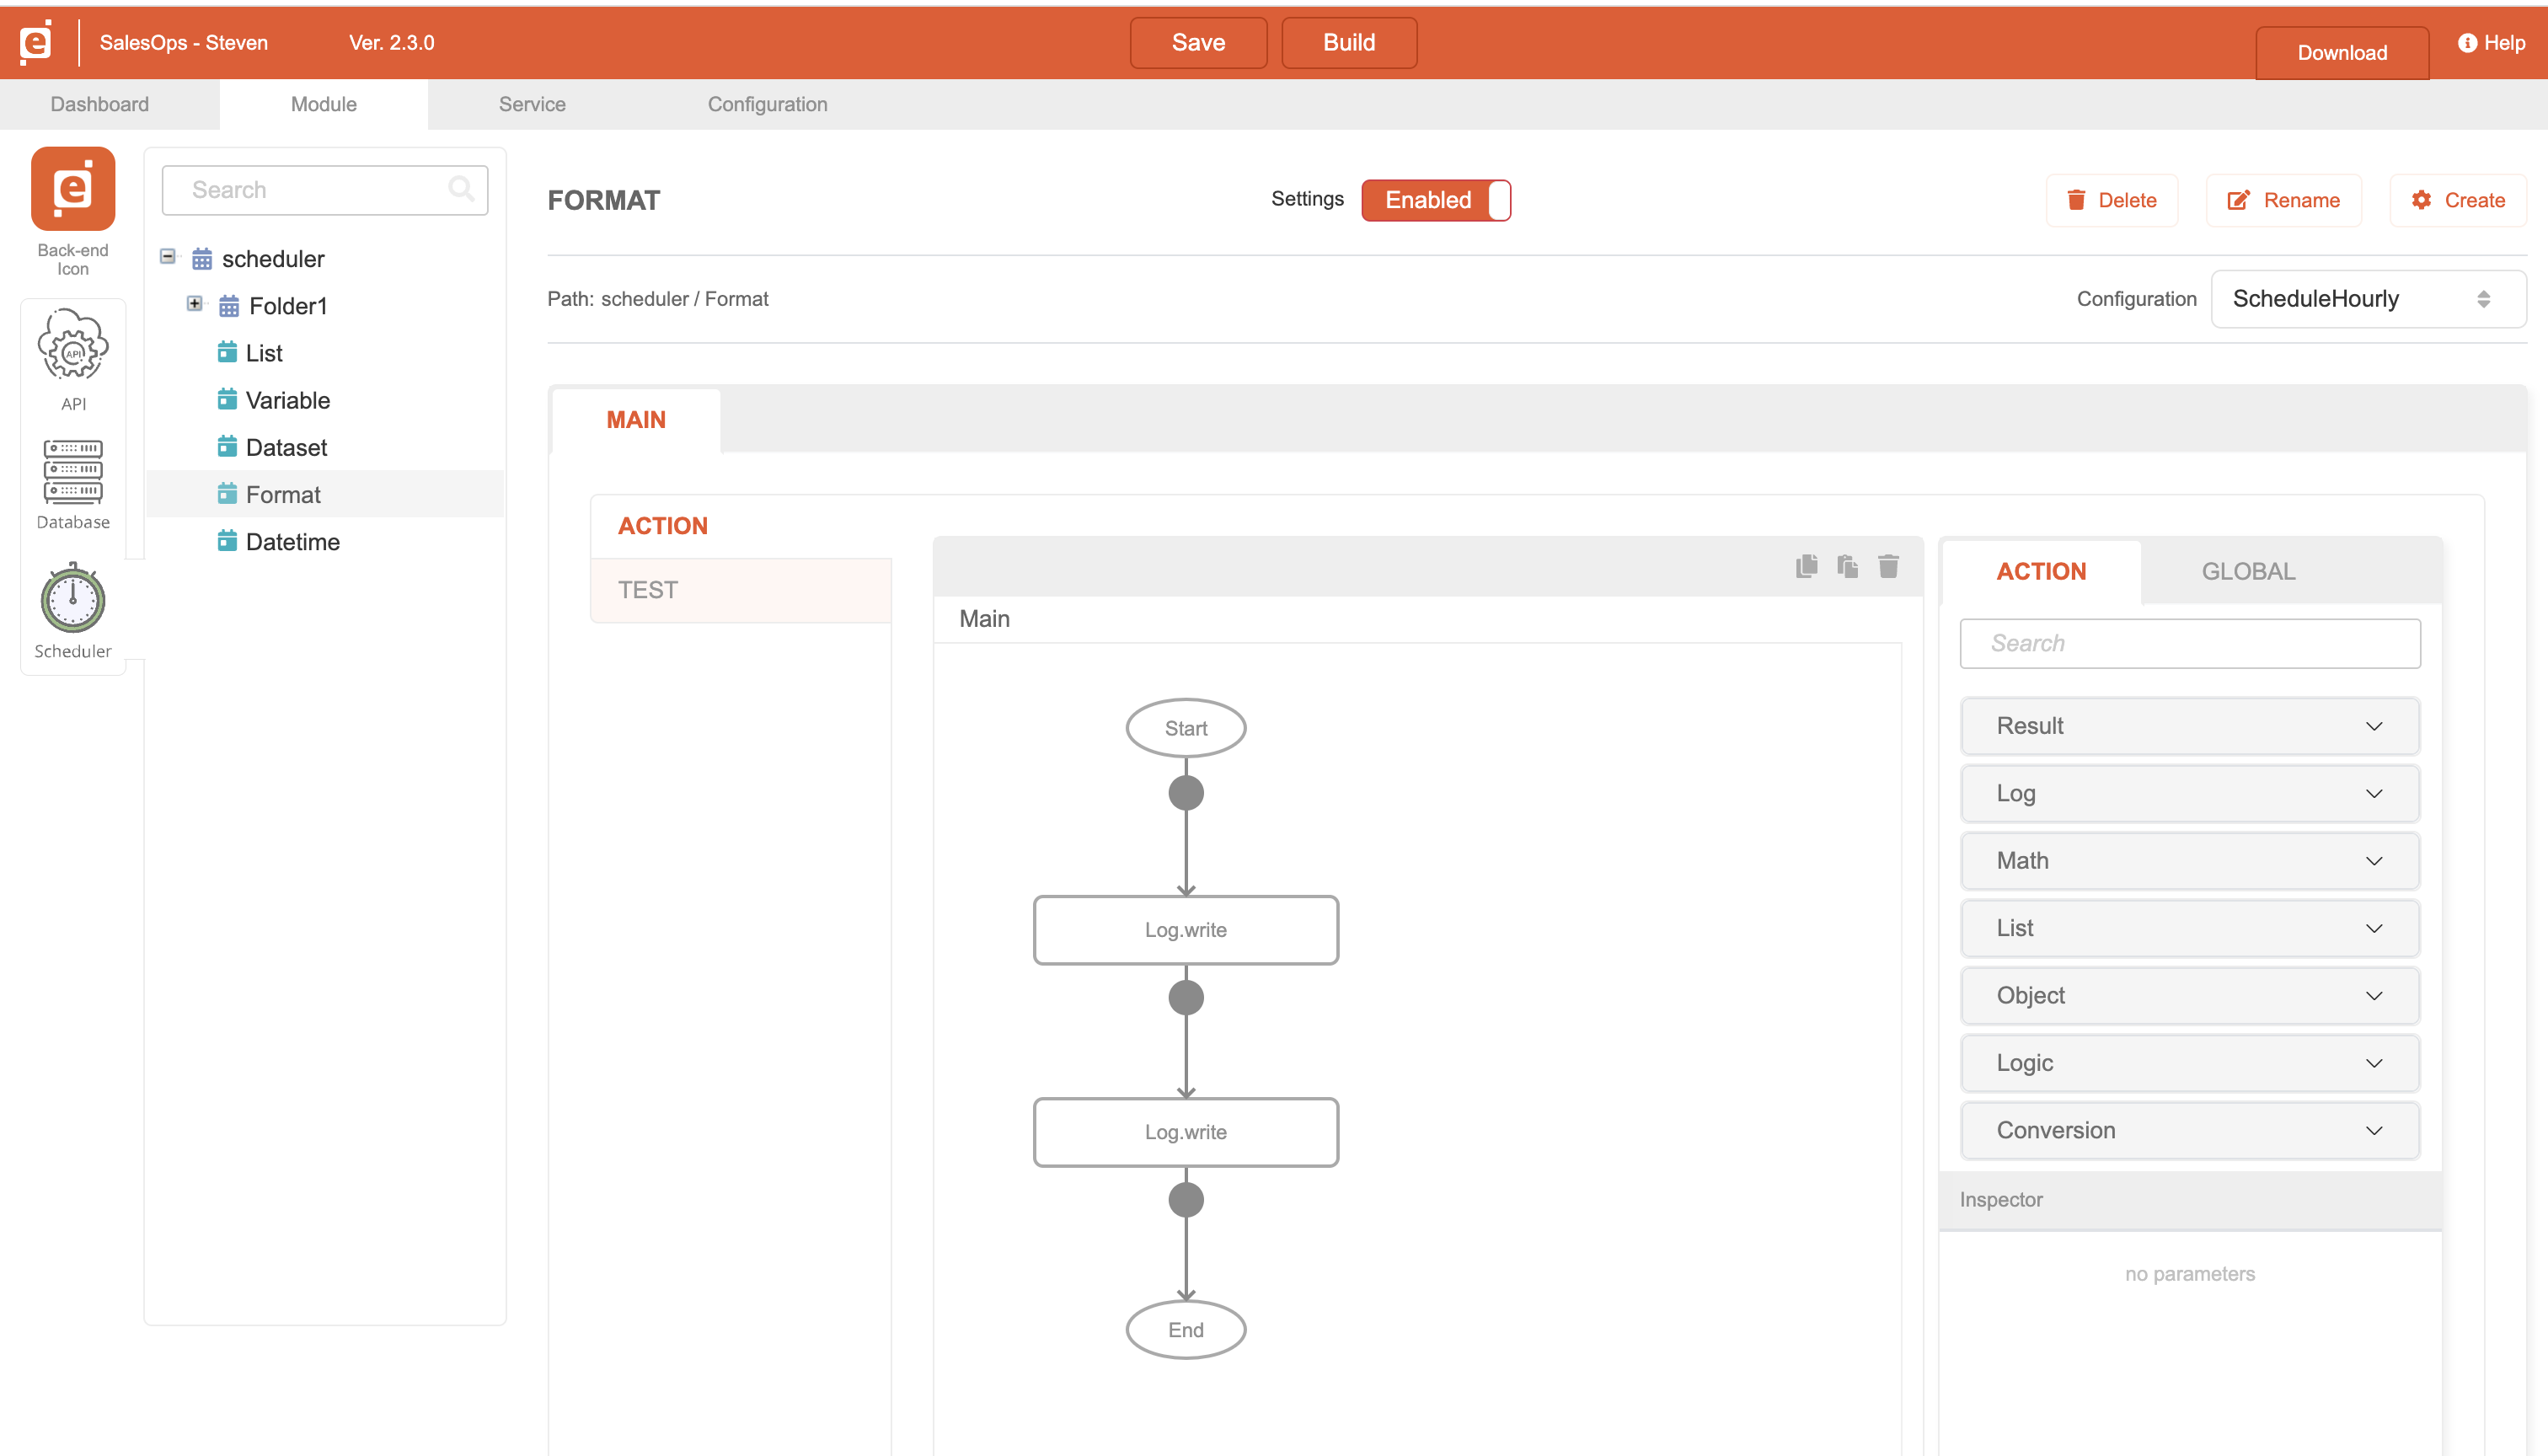 SalesOps - Steven
Ver. 2.3.0
Save
Build
Download
Help
Dashboard
Module
Service
Configuration
Back-end
Icon
API
API
Database
Scheduler
Search
scheduler
Folder1
List
Variable
Dataset
Format
Datetime
FORMAT
Settings
Enabled
Delete
Rename
Create
Path: scheduler / Format
Configuration
ScheduleHourly
MAIN
ACTION
TEST
Main
Start
Log.write
Log.write
End
ACTION
GLOBAL
Search
Result
Log
Math
List
Object
Logic
Conversion
Inspector
no parameters